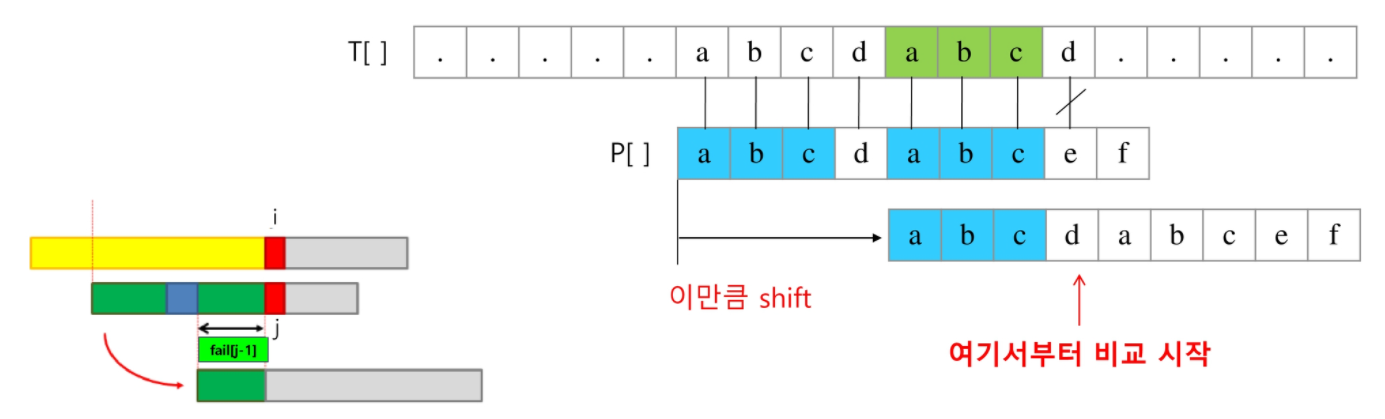 T[ ] . . . . . a b c d a b c d . . . . .
P[ ] a b c d a b c e f
a b c d a b c e f
이만큼 shift
여기서부터 비교 시작
i
j
fail[j-1]